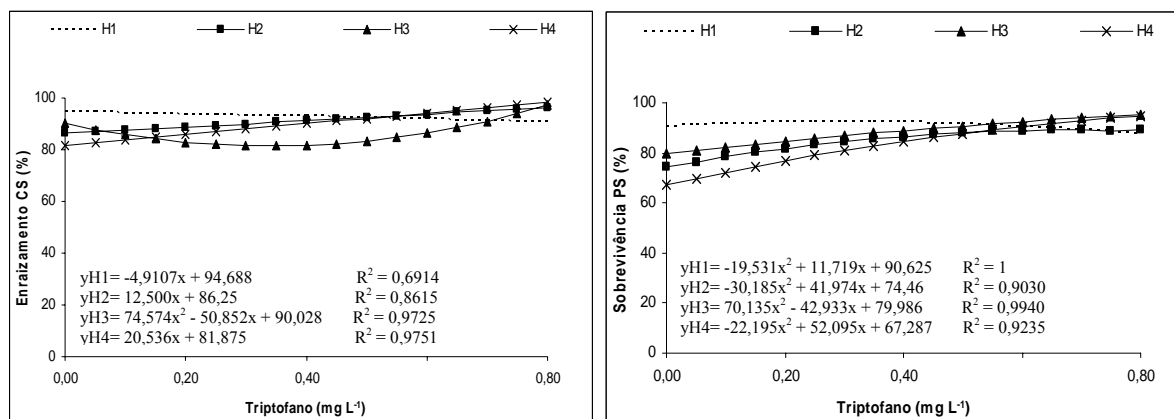 H1 H2 H3 H4
Enraizamento CS (%)
100
80
60
40
20
0
yH1= -4,9107x + 94,688 R² = 0,6914
yH2= 12,500x + 86,25 R² = 0,8615
yH3= 74,574x² - 50,852x + 90,028 R² = 0,9725
yH4= 20,536x + 81,875 R² = 0,9751
0,00 0,20 0,40 0,80
Triptofano (mg L⁻¹)
H1 H2 H3 H4
Sobrevivência PS (%)
100
80
60
40
20
0
yH1= -19,531x² + 11,719x + 90,625 R² = 1
yH2= -30,185x² + 41,974x + 74,46 R² = 0,9030
yH3= 70,135x² - 42,933x + 79,986 R² = 0,9940
yH4= -22,195x² + 52,095x + 67,287 R² = 0,9235
0,00 0,20 0,40 0,80
Triptofano (mg L⁻¹)